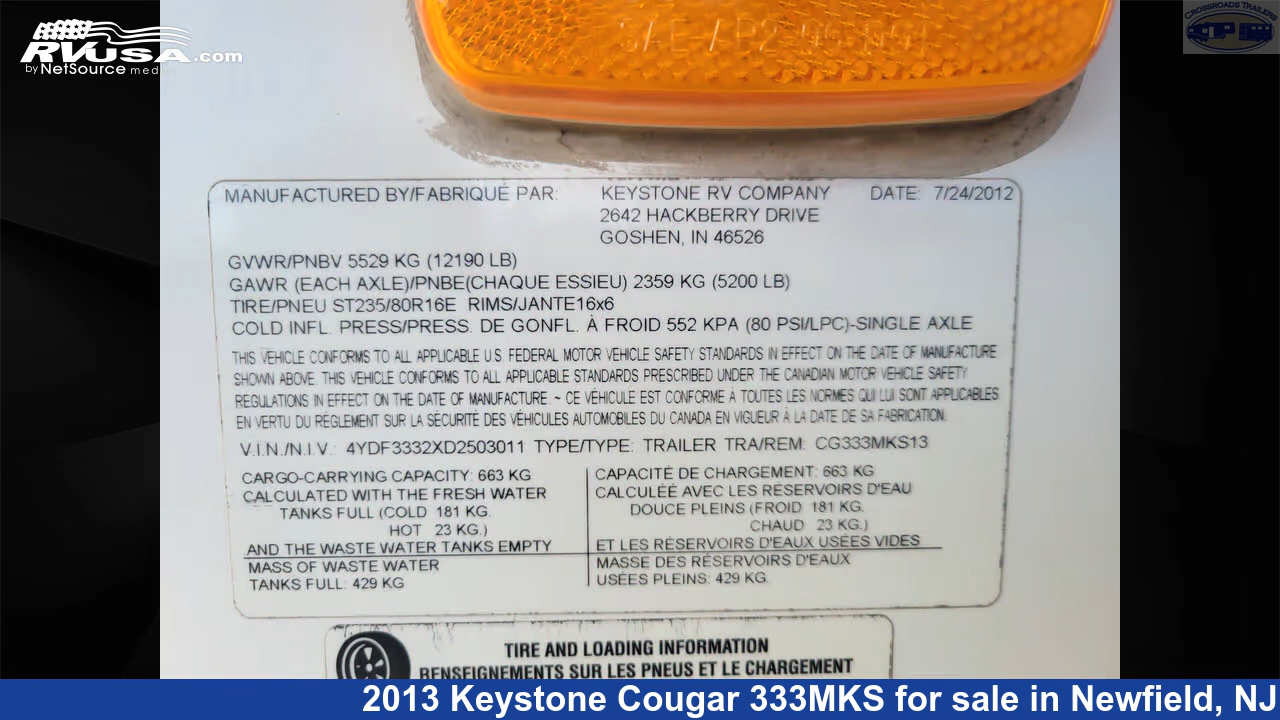 RVUSA.com
by NetSource media
CROSSROADS TRAILERS
MANUFACTURED BY/FABRIQUÉ PAR: KEYSTONE RV COMPANY DATE: 7/24/2012
2642 HACKBERRY DRIVE
GOSHEN, IN 46526
GVWR/PNBV 5529 KG (12190 LB)
GAWR (EACH AXLE)/PNBE(CHAQUE ESSIEU) 2359 KG (5200 LB)
TIRE/PNEU ST235/80R16E RIMS/JANTE16x6
COLD INFL. PRESS/PRESS. DE GONFL. À FROID 552 KPA (80 PSI/LPC)-SINGLE AXLE
THIS VEHICLE CONFORMS TO ALL APPLICABLE U.S. FEDERAL MOTOR VEHICLE SAFETY STANDARDS IN EFFECT ON THE DATE OF MANUFACTURE
SHOWN ABOVE. THIS VEHICLE CONFORMS TO ALL APPLICABLE STANDARDS PRESCRIBED UNDER THE CANADIAN MOTOR VEHICLE SAFETY
REGULATIONS IN EFFECT ON THE DATE OF MANUFACTURE ~ CE VÉHICULE EST CONFORME À TOUTES LES NORMES QUI LUI SONT APPLICABLES
EN VERTU DU RÈGLEMENT SUR LA SÉCURITÉ DES VÉHICULES AUTOMOBILES DU CANADA EN VIGUEUR À LA DATE DE SA FABRICATION.
V.I.N./N.I.V.: 4YDF3332XD2503011 TYPE/TYPE: TRAILER TRA/REM: CG333MKS13
CARGO-CARRYING CAPACITY: 663 KG
CALCULATED WITH THE FRESH WATER
TANKS FULL (COLD 181 KG.
HOT 23 KG.)
AND THE WASTE WATER TANKS EMPTY
MASS OF WASTE WATER
TANKS FULL: 429 KG
CAPACITÉ DE CHARGEMENT: 663 KG
CALCULÉE AVEC LES RÉSERVOIRS D'EAU
DOUCE PLEINS (FROID 181 KG.
CHAUD 23 KG.)
ET LES RÉSERVOIRS D'EAUX USÉES VIDES
MASSE DES RÉSERVOIRS D'EAUX
USÉES PLEINS: 429 KG.
TIRE AND LOADING INFORMATION
RENSEIGNEMENTS SUR LES PNEUS ET LE CHARGEMENT
2013 Keystone Cougar 333MKS for sale in Newfield, NJ